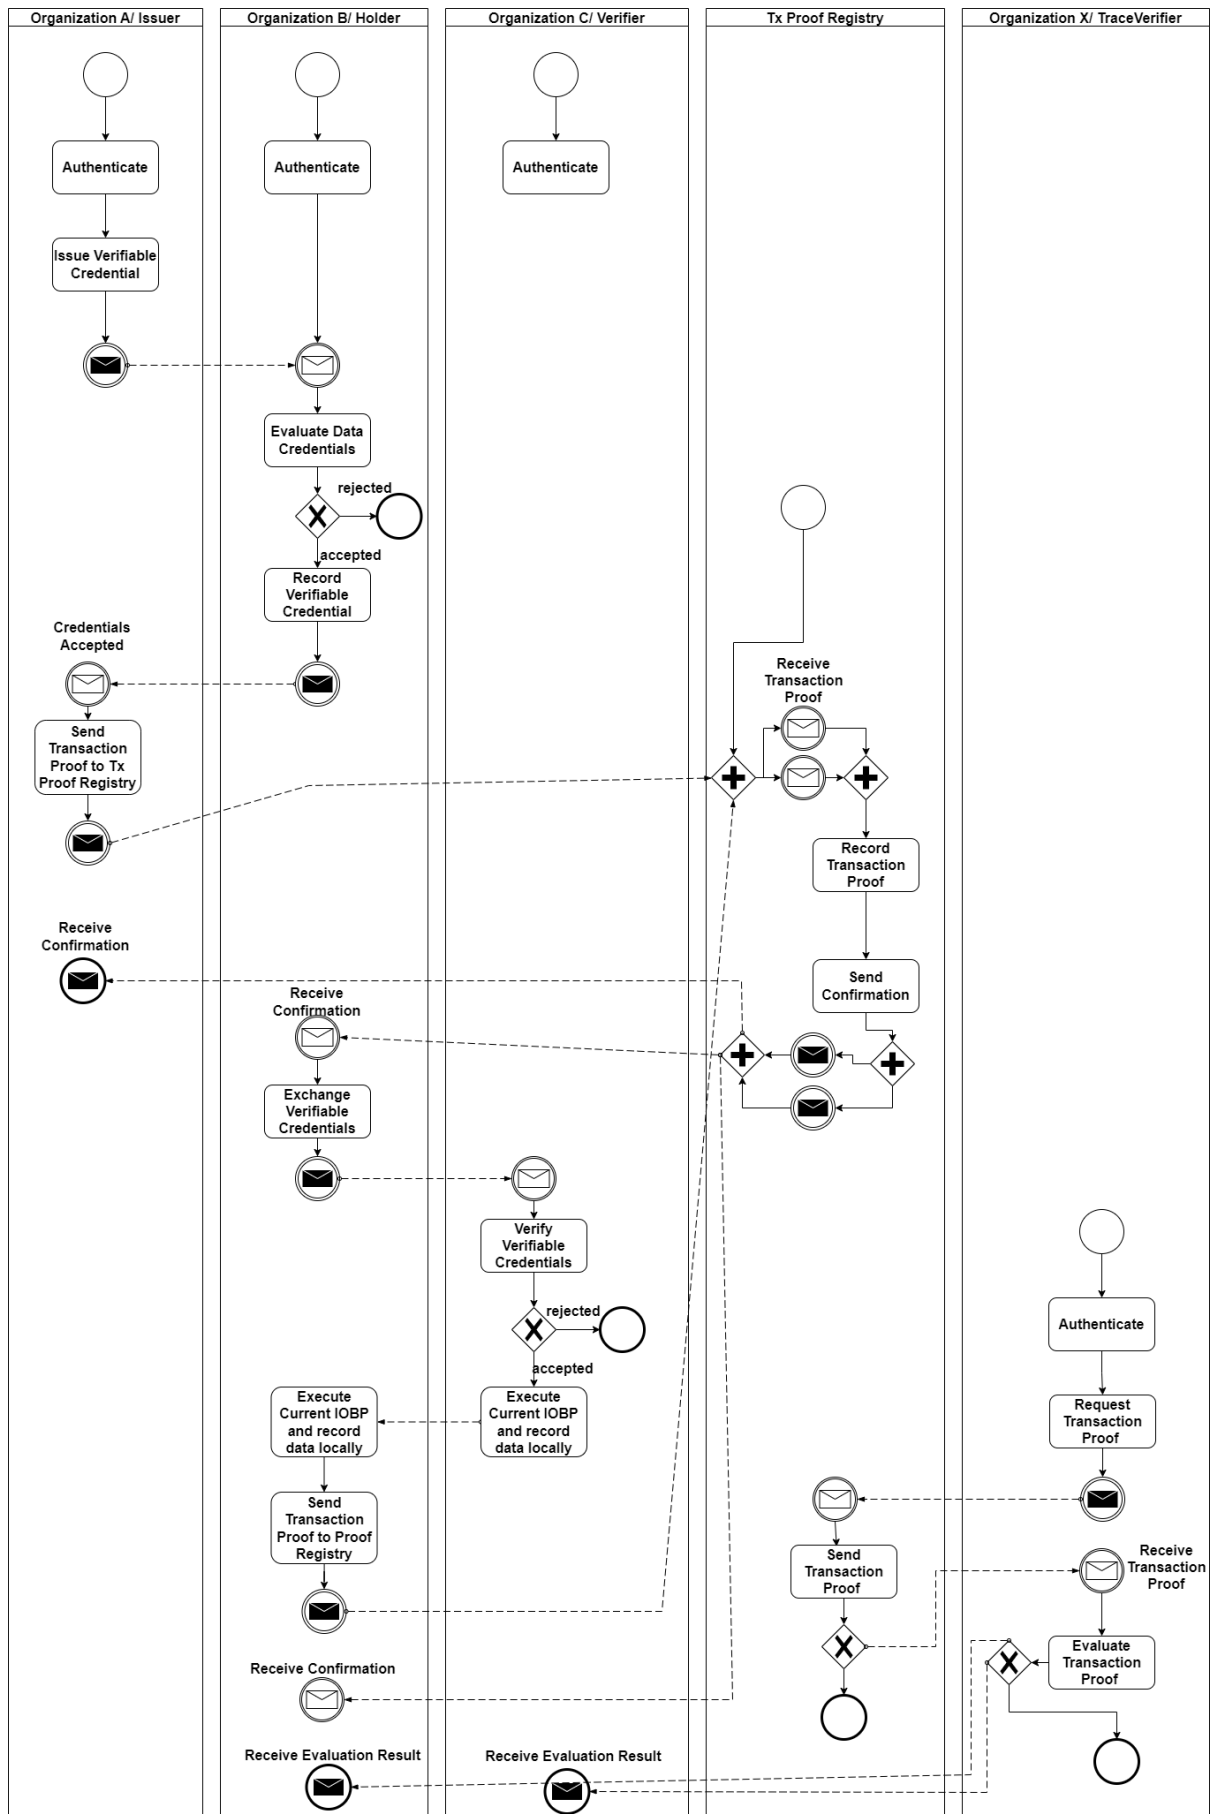 Organization A/ Issuer
Organization B/ Holder
Organization C/ Verifier
Tx Proof Registry
Organization X/ TraceVerifier
Authenticate
Authenticate
Authenticate
Issue Verifiable
Credential
Evaluate Data
Credentials
rejected
accepted
Record
Verifiable
Credential
Credentials
Accepted
Send
Transaction
Proof to Tx
Proof Registry
Receive
Transaction
Proof
Record
Transaction
Proof
Receive
Confirmation
Send
Confirmation
Receive
Confirmation
Exchange
Verifiable
Credentials
Verify
Verifiable
Credentials
rejected
accepted
Authenticate
Execute
Current IOBP
and record
data locally
Execute
Current IOBP
and record
data locally
Request
Transaction
Proof
Send
Transaction
Proof to Proof
Registry
Send
Transaction
Proof
Receive
Transaction
Proof
Evaluate
Transaction
Proof
Receive Confirmation
Receive Evaluation Result
Receive Evaluation Result